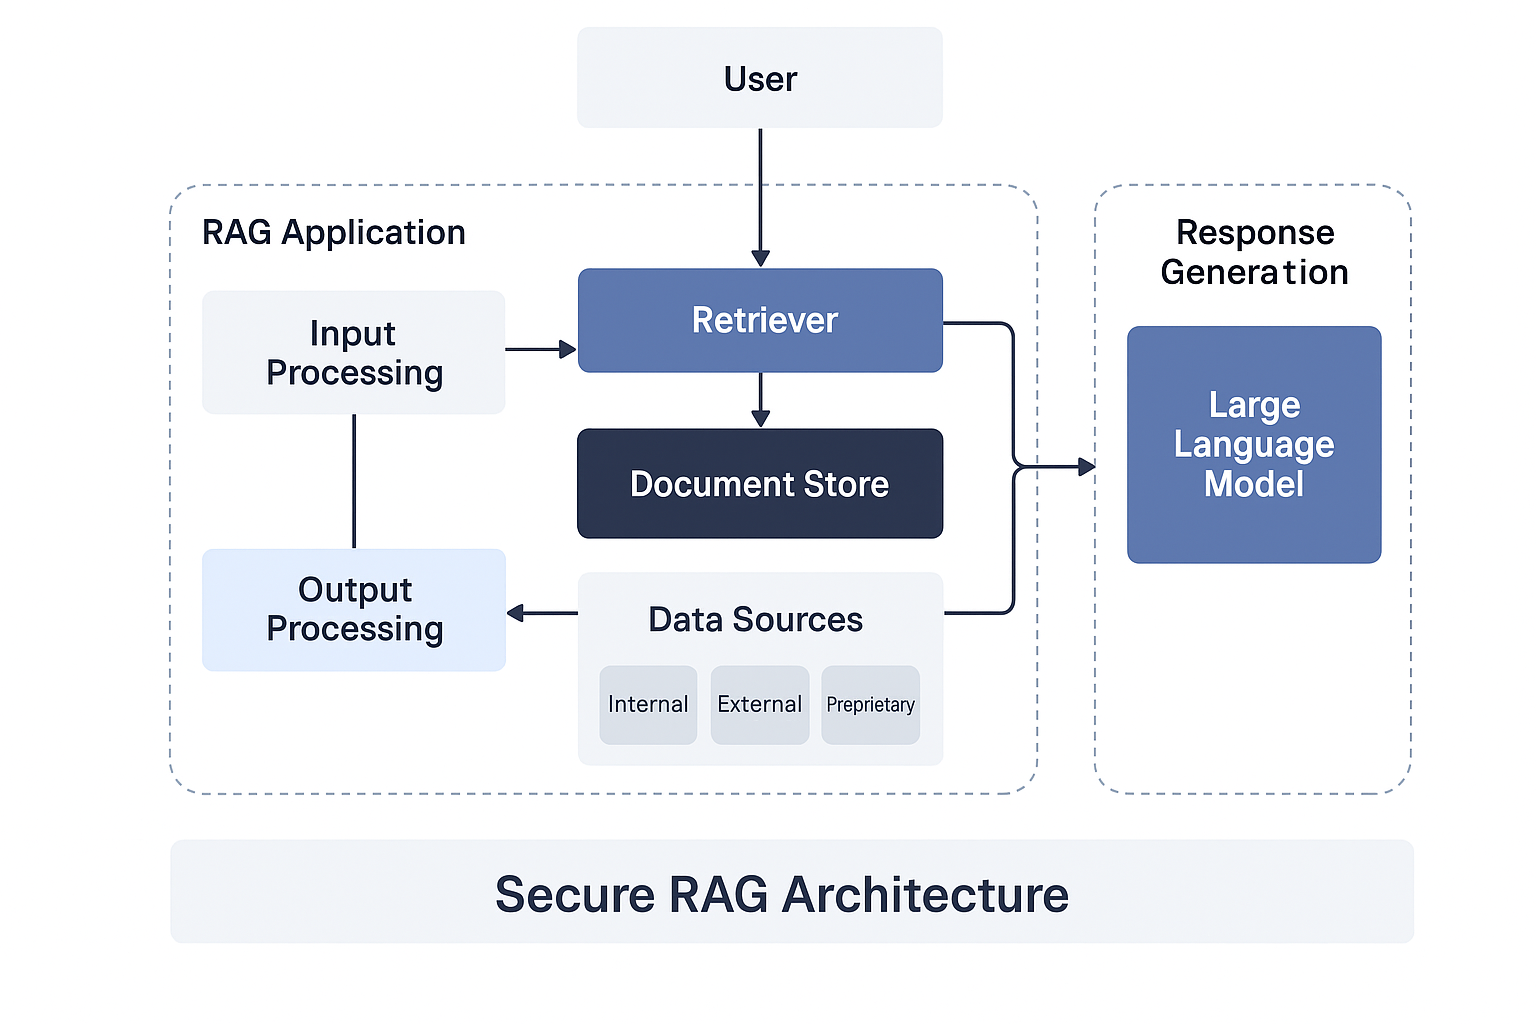 User
RAG Application
Input
Processing
Retriever
Document Store
Output
Processing
Data Sources
Internal
External
Preprietary
Response
Generation
Large
Language
Model
Secure RAG Architecture